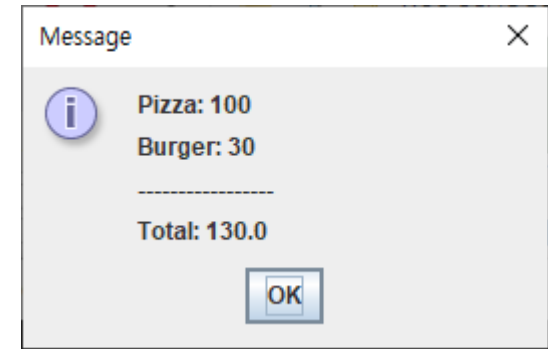 Message
Pizza: 100
Burger: 30
-----------------
Total: 130.0
OK